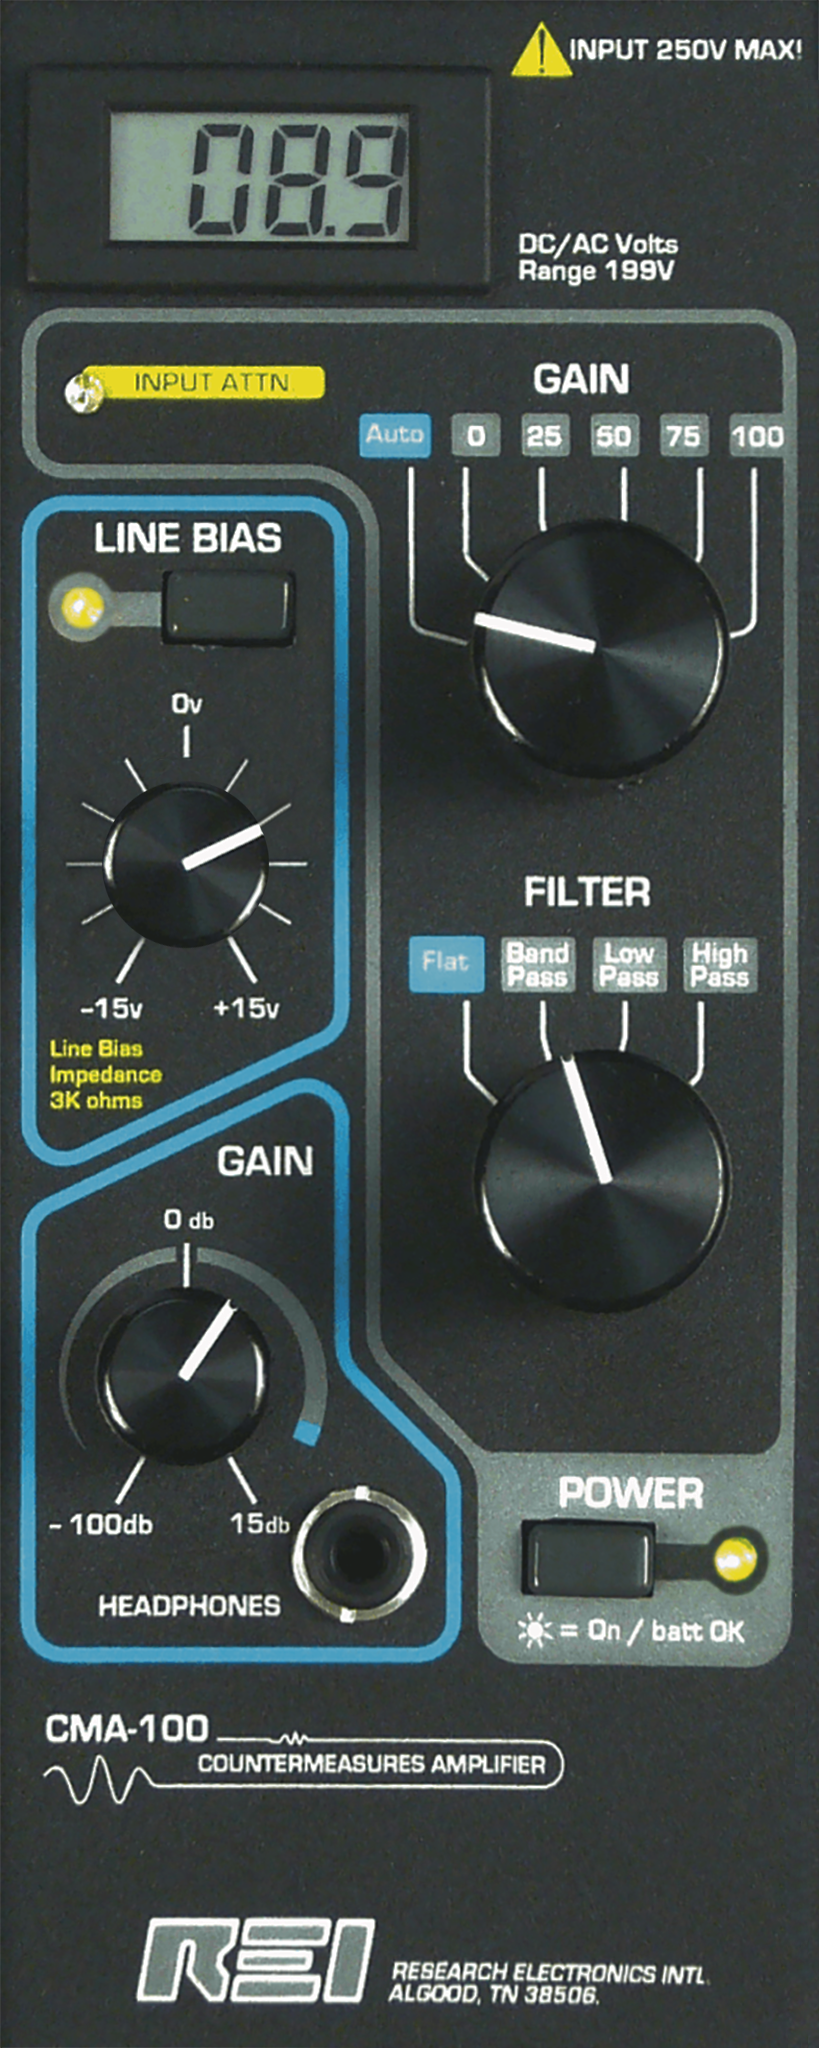 INPUT 250V MAX!
08.9
DC/AC Volts
Range 199V
INPUT ATTN
GAIN
Auto 0 25 50 75 100
LINE BIAS
0v
-15v +15v
Line Bias
Impedance
3K ohms
FILTER
Flat Band Pass Low Pass High Pass
GAIN
0 db
- 100db 15db
HEADPHONES
POWER
= On / batt OK
CMA-100
COUNTERMEASURES AMPLIFIER
REI
RESEARCH ELECTRONICS INTL.
ALGOOD, TN 38506.